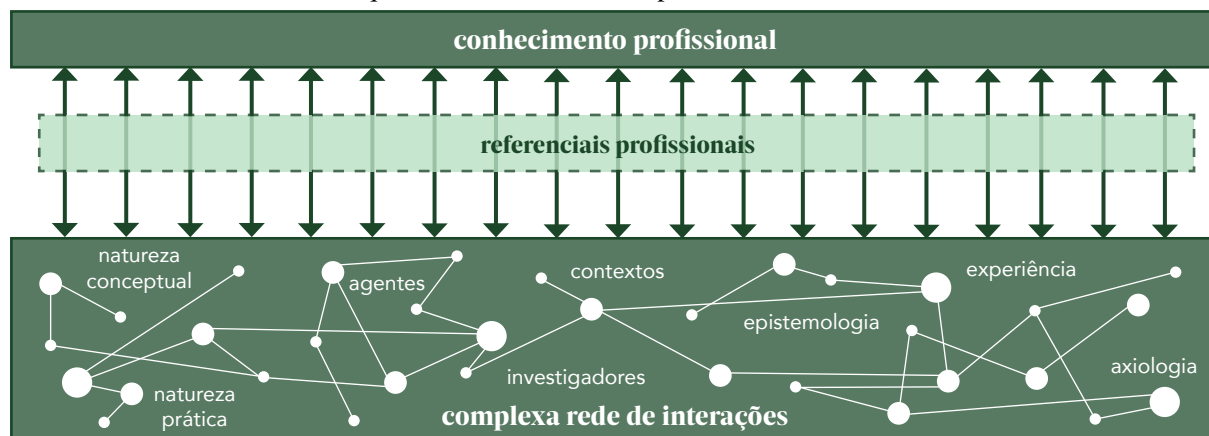 conhecimento profissional
referenciais profissionais
natureza
conceptual
agentes
contextos
experiência
epistemologia
investigadores
axiologia
natureza
prática
complexa rede de interações